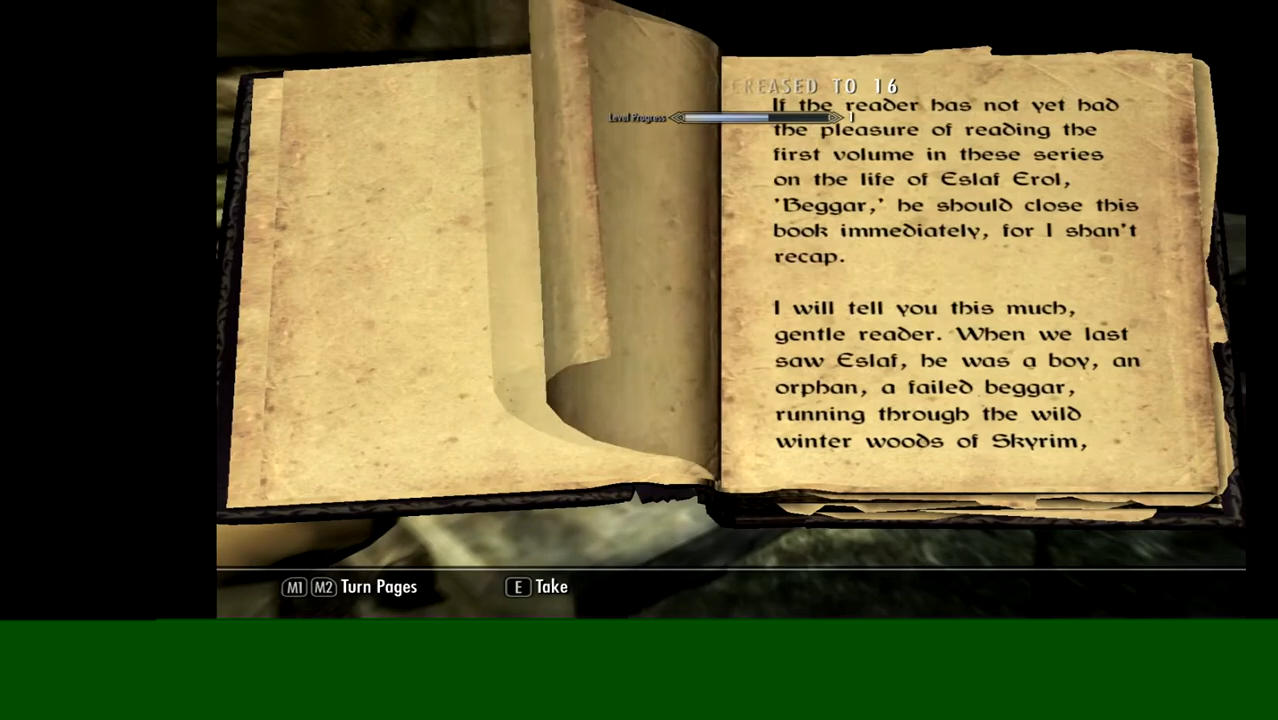 CREASED TO 16
Level Progress
1
If the reader has not yet had
the pleasure of reading the
first volume in these series
on the life of Eslaf Erol,
'Beggar,' he should close this
book immediately, for I shan't
recap.
I will tell you this much,
gentle reader. When we last
saw Eslaf, he was a boy, an
orphan, a failed beggar,
running through the wild
winter woods of Skyrim,
M1 M2 Turn Pages
E Take